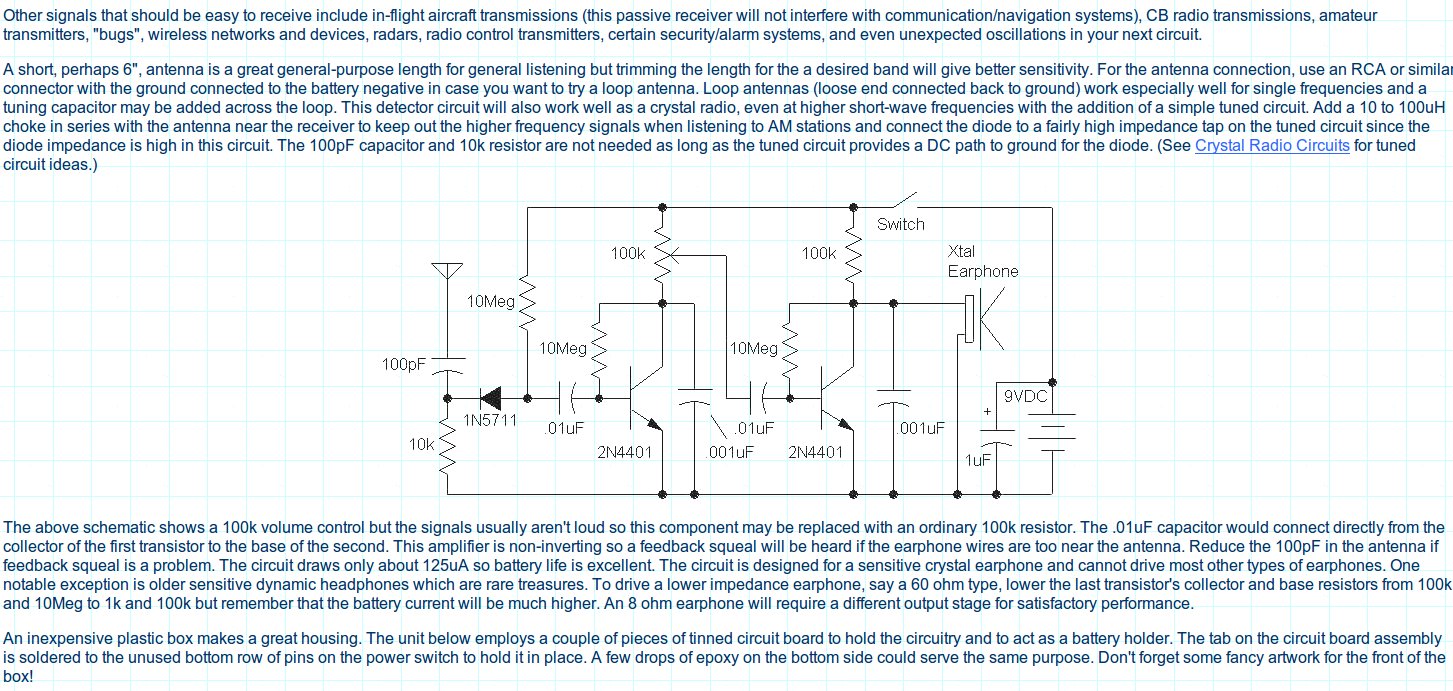 Other signals that should be easy to receive include in-flight aircraft transmissions (this passive receiver will not interfere with communication/navigation systems), CB radio transmissions, amateur
transmitters, "bugs", wireless networks and devices, radars, radio control transmitters, certain security/alarm systems, and even unexpected oscillations in your next circuit.
A short, perhaps 6", antenna is a great general-purpose length for general listening but trimming the length for the a desired band will give better sensitivity. For the antenna connection, use an RCA or similar
connector with the ground connected to the battery negative in case you want to try a loop antenna. Loop antennas (loose end connected back to ground) work especially well for single frequencies and a
tuning capacitor may be added across the loop. This detector circuit will also work well as a crystal radio, even at higher short-wave frequencies with the addition of a simple tuned circuit. Add a 10 to 100uH
choke in series with the antenna near the receiver to keep out the higher frequency signals when listening to AM stations and connect the diode to a fairly high impedance tap on the tuned circuit since the
diode impedance is high in this circuit. The 100pF capacitor and 10k resistor are not needed as long as the tuned circuit provides a DC path to ground for the diode. (See Crystal Radio Circuits for tuned
circuit ideas.)
Switch
100k
100k
Xtal
Earphone
10Meg
10Meg
10Meg
100pF
9VDC
+
1N5711
.01uF
.01uF
.001uF
10k
2N4401
.001uF
2N4401
1uF
The above schematic shows a 100k volume control but the signals usually aren't loud so this component may be replaced with an ordinary 100k resistor. The .01uF capacitor would connect directly from the
collector of the first transistor to the base of the second. This amplifier is non-inverting so a feedback squeal will be heard if the earphone wires are too near the antenna. Reduce the 100pF in the antenna if
feedback squeal is a problem. The circuit draws only about 125uA so battery life is excellent. The circuit is designed for a sensitive crystal earphone and cannot drive most other types of earphones. One
notable exception is older sensitive dynamic headphones which are rare treasures. To drive a lower impedance earphone, say a 60 ohm type, lower the last transistor's collector and base resistors from 100k
and 10Meg to 1k and 100k but remember that the battery current will be much higher. An 8 ohm earphone will require a different output stage for satisfactory performance.
An inexpensive plastic box makes a great housing. The unit below employs a couple of pieces of tinned circuit board to hold the circuitry and to act as a battery holder. The tab on the circuit board assembly
is soldered to the unused bottom row of pins on the power switch to hold it in place. A few drops of epoxy on the bottom side could serve the same purpose. Don't forget some fancy artwork for the front of the
box!